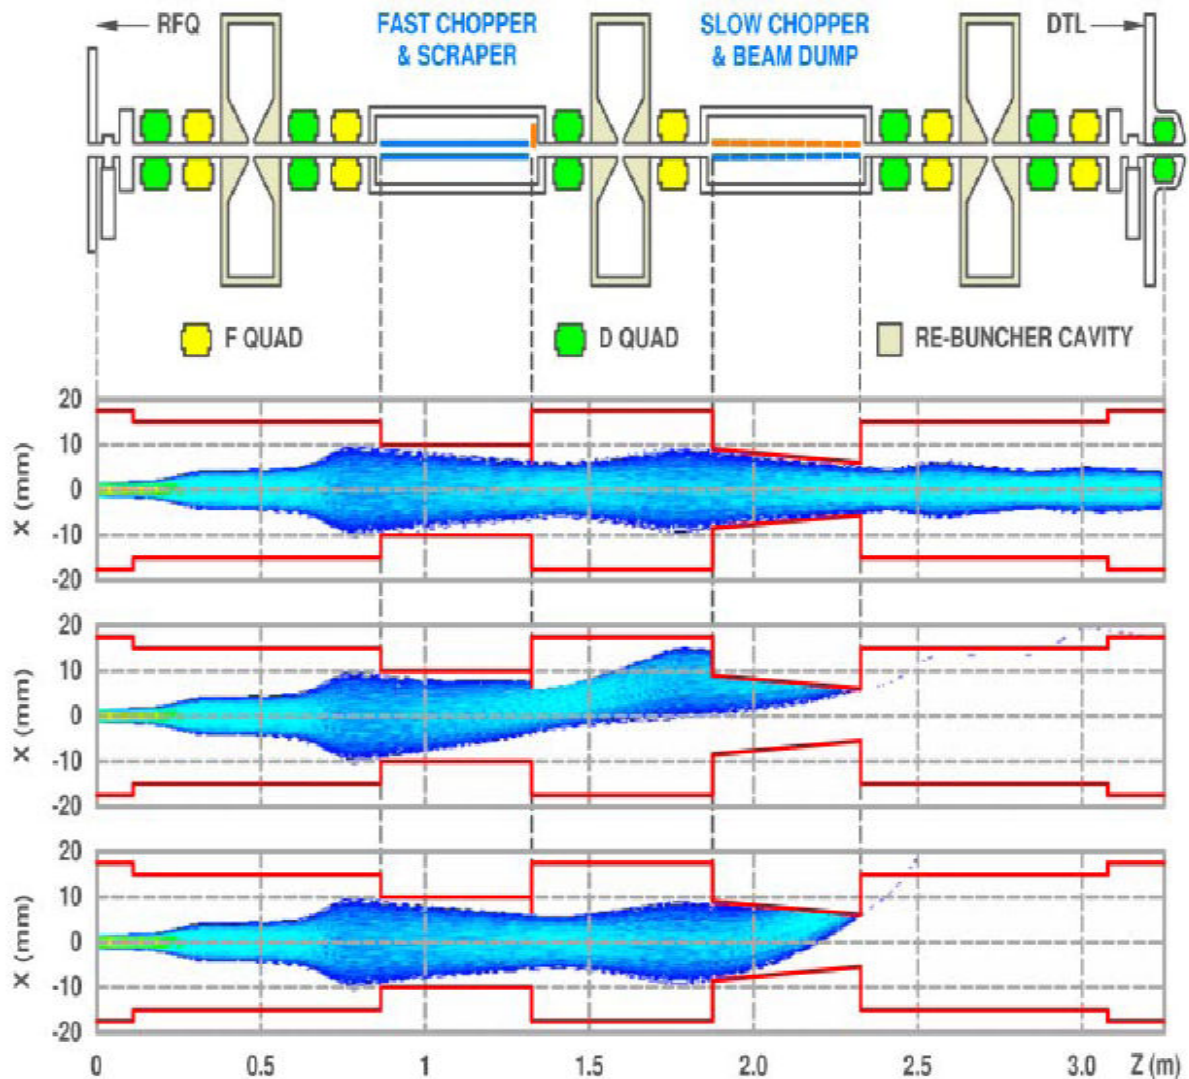 RFQ
FAST CHOPPER
& SCRAPER
SLOW CHOPPER
& BEAM DUMP
DTL
F QUAD
D QUAD
RE-BUNCHER CAVITY
20
10
0
-10
-20
X (mm)
20
10
0
-10
-20
X (mm)
20
10
0
-10
-20
X (mm)
0 0.5 1 1.5 2.0 2.5 3.0 Z (m)